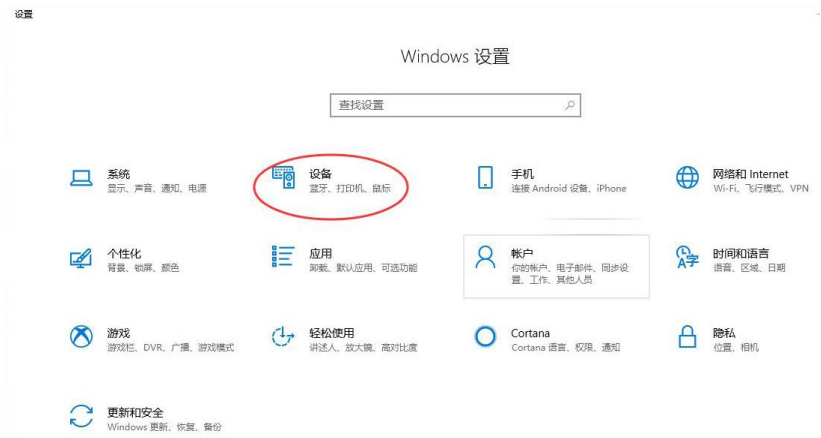 设置
Windows 设置
查找设置
系统
显示、声音、通知、电源
设备
蓝牙、打印机、鼠标
手机
连接 Android 设备、iPhone
网络和 Internet
Wi-Fi、飞行模式、VPN
个性化
背景、锁屏、颜色
应用
卸载、默认应用、可选功能
帐户
你的帐户、电子邮件、同步设
置、工作、其他人员
时间和语言
语音、区域、日期
游戏
游戏栏、DVR、广播、游戏模式
轻松使用
讲述人、放大镜、高对比度
Cortana
Cortana 语言、权限、通知
隐私
位置、相机
更新和安全
Windows 更新、恢复、备份